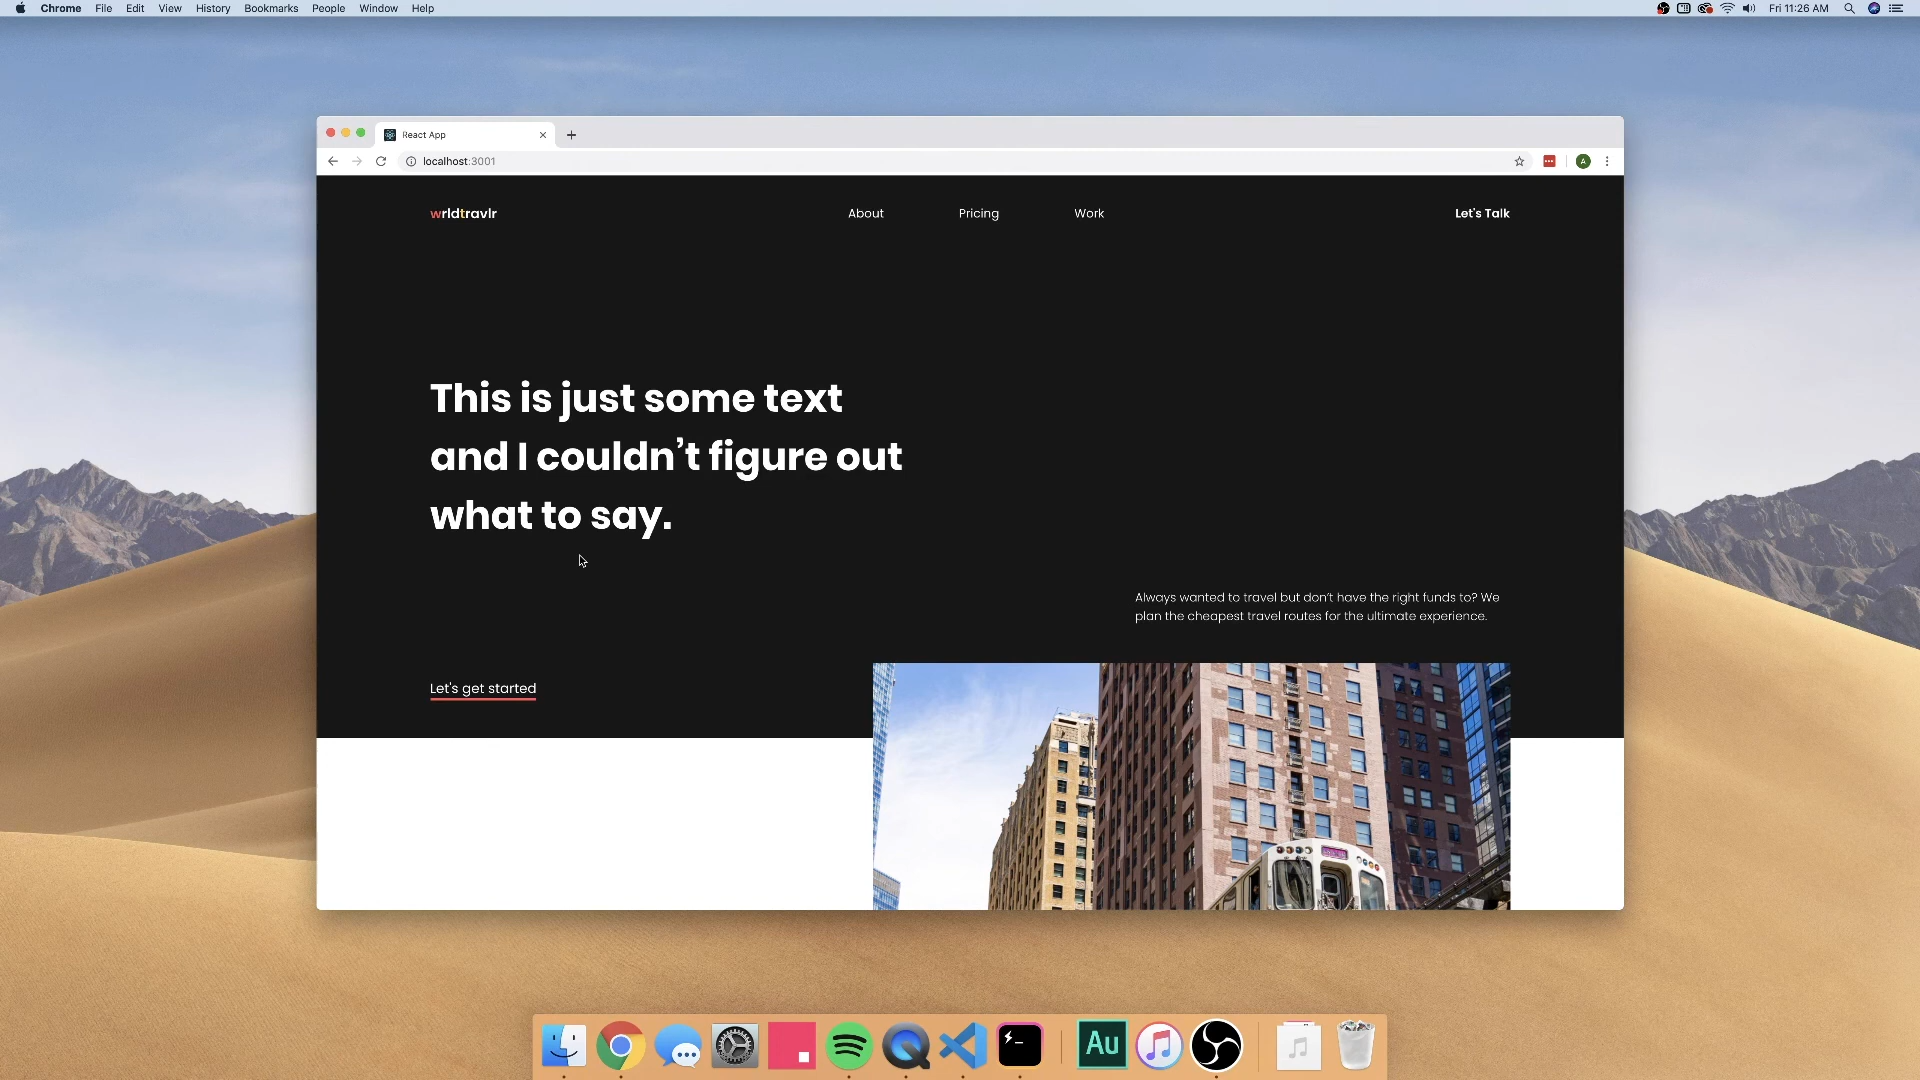 Chrome File Edit View History Bookmarks People Window Help
Fri 11:26 AM
React App
localhost:3001
A
wrldtravlr
About
Pricing
Work
Let's Talk
This is just some text
and I couldn't figure out
what to say.
Always wanted to travel but don't have the right funds to? We
plan the cheapest travel routes for the ultimate experience.
Let's get started
Au